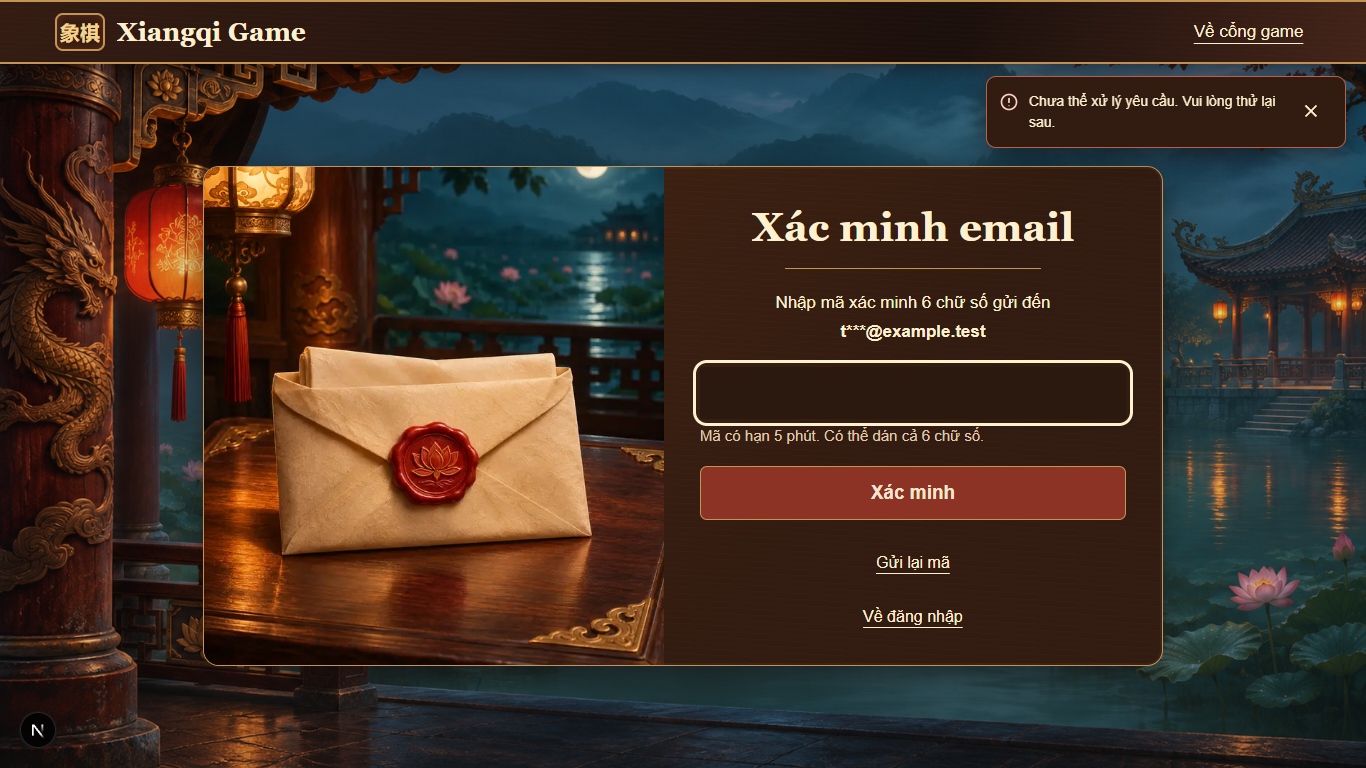 象棋 Xiangqi Game
Về cổng game
Chưa thể xử lý yêu cầu. Vui lòng thử lại
sau.
Xác minh email
Nhập mã xác minh 6 chữ số gửi đến
t***@example.test
Mã có hạn 5 phút. Có thể dán cả 6 chữ số.
Xác minh
Gửi lại mã
Về đăng nhập
N